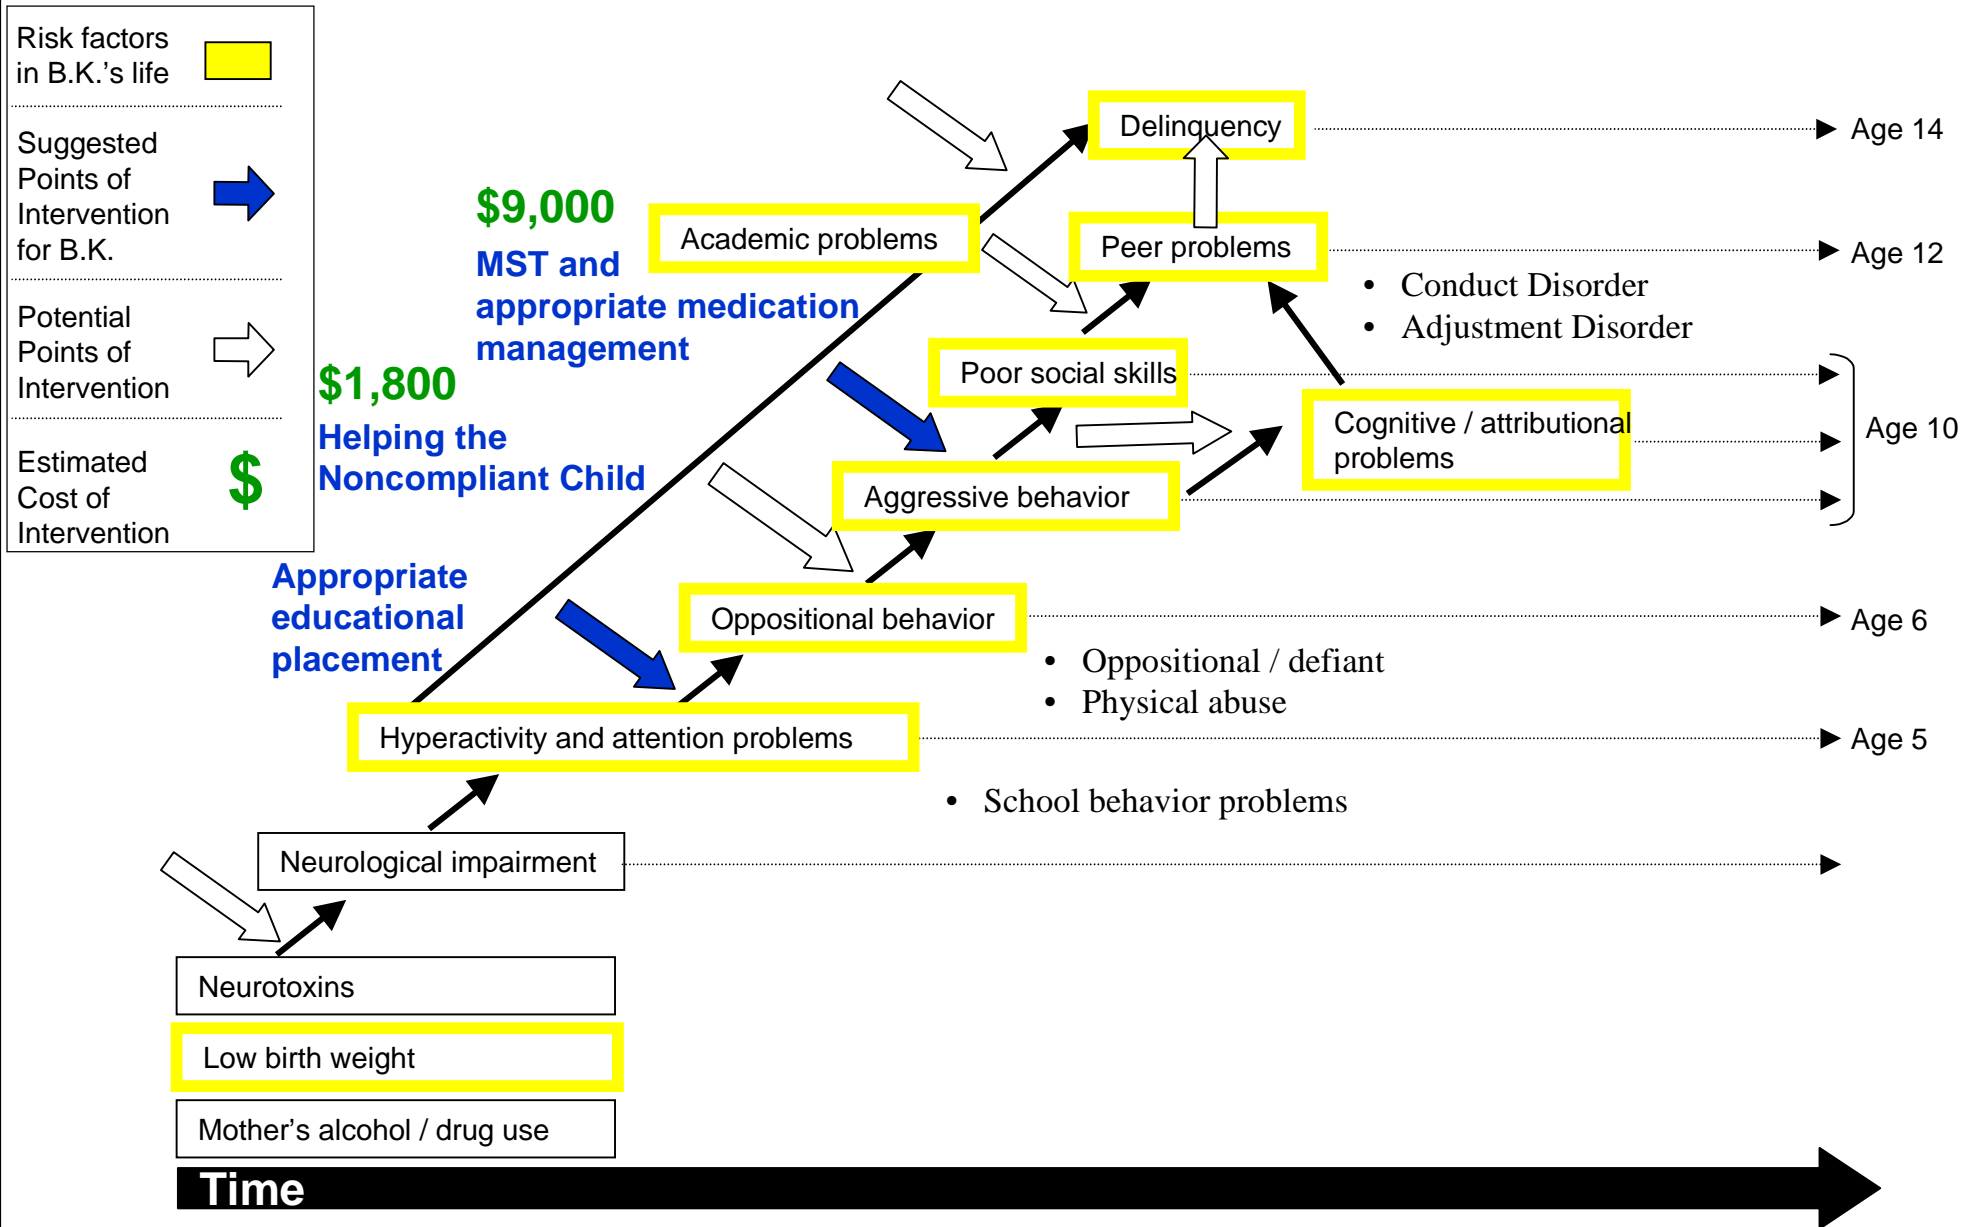 Risk factors
in B.K.'s life
Suggested
Points of
Intervention
for B.K.
Potential
Points of
Intervention
Estimated
Cost of
Intervention
$
Delinquency
Age 14
$9,000
MST and
appropriate medication
management
Academic problems
Peer problems
Age 12
• Conduct Disorder
• Adjustment Disorder
$1,800
Helping the
Noncompliant Child
Poor social skills
Cognitive / attributional
problems
Age 10
Aggressive behavior
Appropriate
educational
placement
Oppositional behavior
Age 6
• Oppositional / defiant
• Physical abuse
Hyperactivity and attention problems
Age 5
• School behavior problems
Neurological impairment
Neurotoxins
Low birth weight
Mother's alcohol / drug use
Time